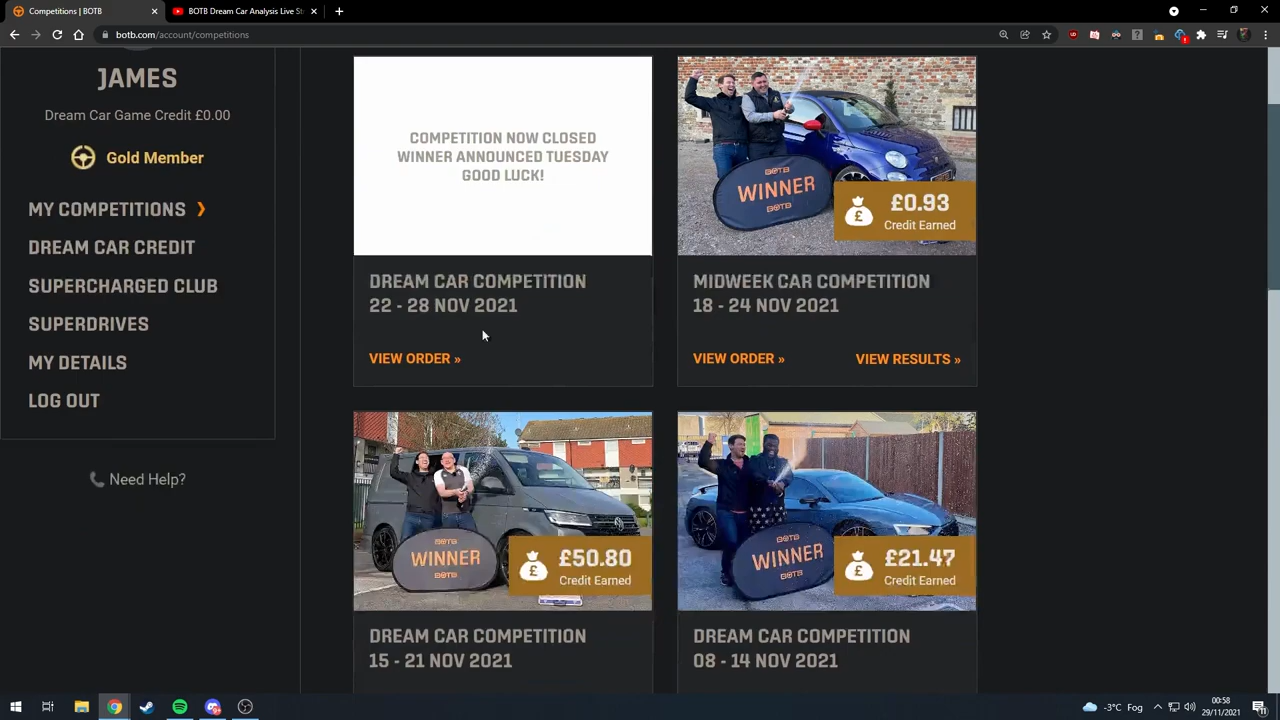 Competitions | BOTB
BOTB Dream Car Analysis Live Str
botb.com/account/competitions
JAMES
Dream Car Game Credit £0.00
Gold Member
MY COMPETITIONS ❯
DREAM CAR CREDIT
SUPERCHARGED CLUB
SUPERDRIVES
MY DETAILS
LOG OUT
Need Help?
COMPETITION NOW CLOSED
WINNER ANNOUNCED TUESDAY
GOOD LUCK!
DREAM CAR COMPETITION
22 - 28 NOV 2021
VIEW ORDER »
BOTB
WINNER
BOTB
£0.93
Credit Earned
MIDWEEK CAR COMPETITION
18 - 24 NOV 2021
VIEW ORDER »
VIEW RESULTS »
BOTB
WINNER
BOTB
£50.80
Credit Earned
DREAM CAR COMPETITION
15 - 21 NOV 2021
BOTB
WINNER
BOTB
£21.47
Credit Earned
DREAM CAR COMPETITION
08 - 14 NOV 2021
-3°C Fog
00:58
29/11/2021